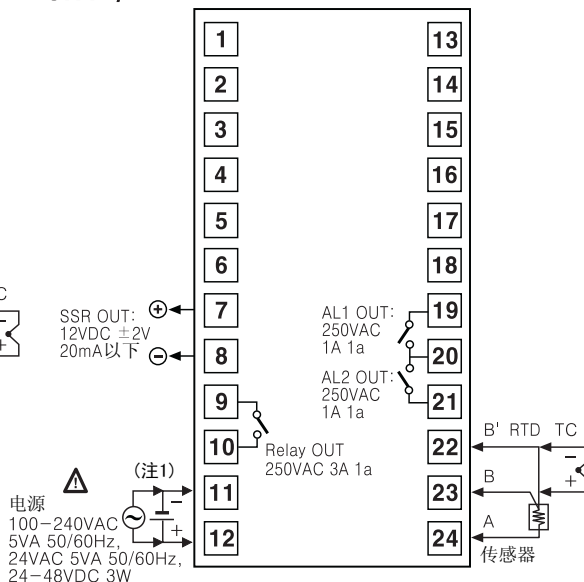 1
2
3
4
5
6
7
8
9
10
11
12
13
14
15
16
17
18
19
20
21
22
23
24
C
−
+
SSR OUT:
12VDC ±2V
20mA以下
+
−
Relay OUT
250VAC 3A 1a
AL1 OUT:
250VAC
1A 1a
AL2 OUT:
250VAC
1A 1a
(注1)
−
+
电源
100−240VAC
5VA 50/60Hz,
24VAC 5VA 50/60Hz,
24−48VDC 3W
B' RTD TC
−
+
B
A
传感器